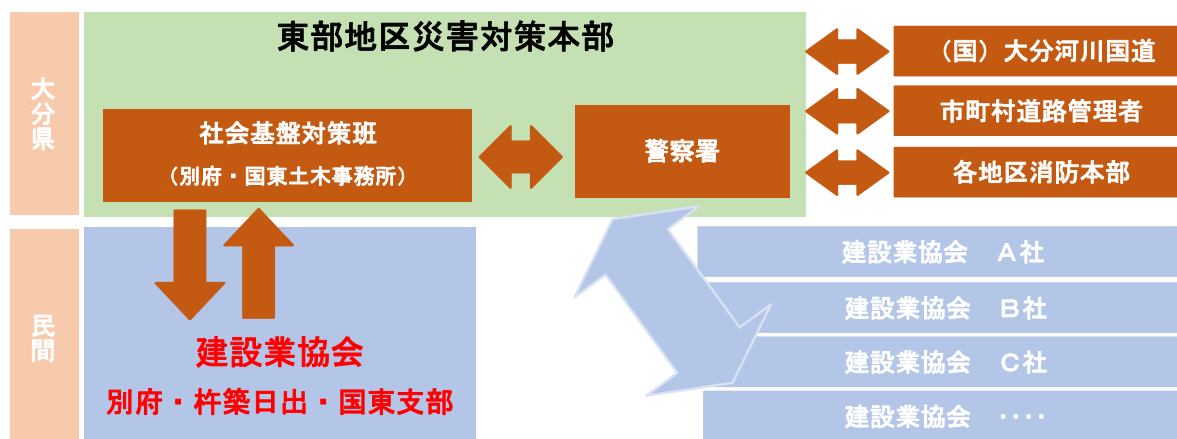 大分県
東部地区災害対策本部
社会基盤対策班
（別府・国東土木事務所）
警察署
（国）大分河川国道
市町村道路管理者
各地区消防本部
民間
建設業協会
別府・杵築日出・国東支部
建設業協会　Ａ社
建設業協会　Ｂ社
建設業協会　Ｃ社
建設業協会　‥‥